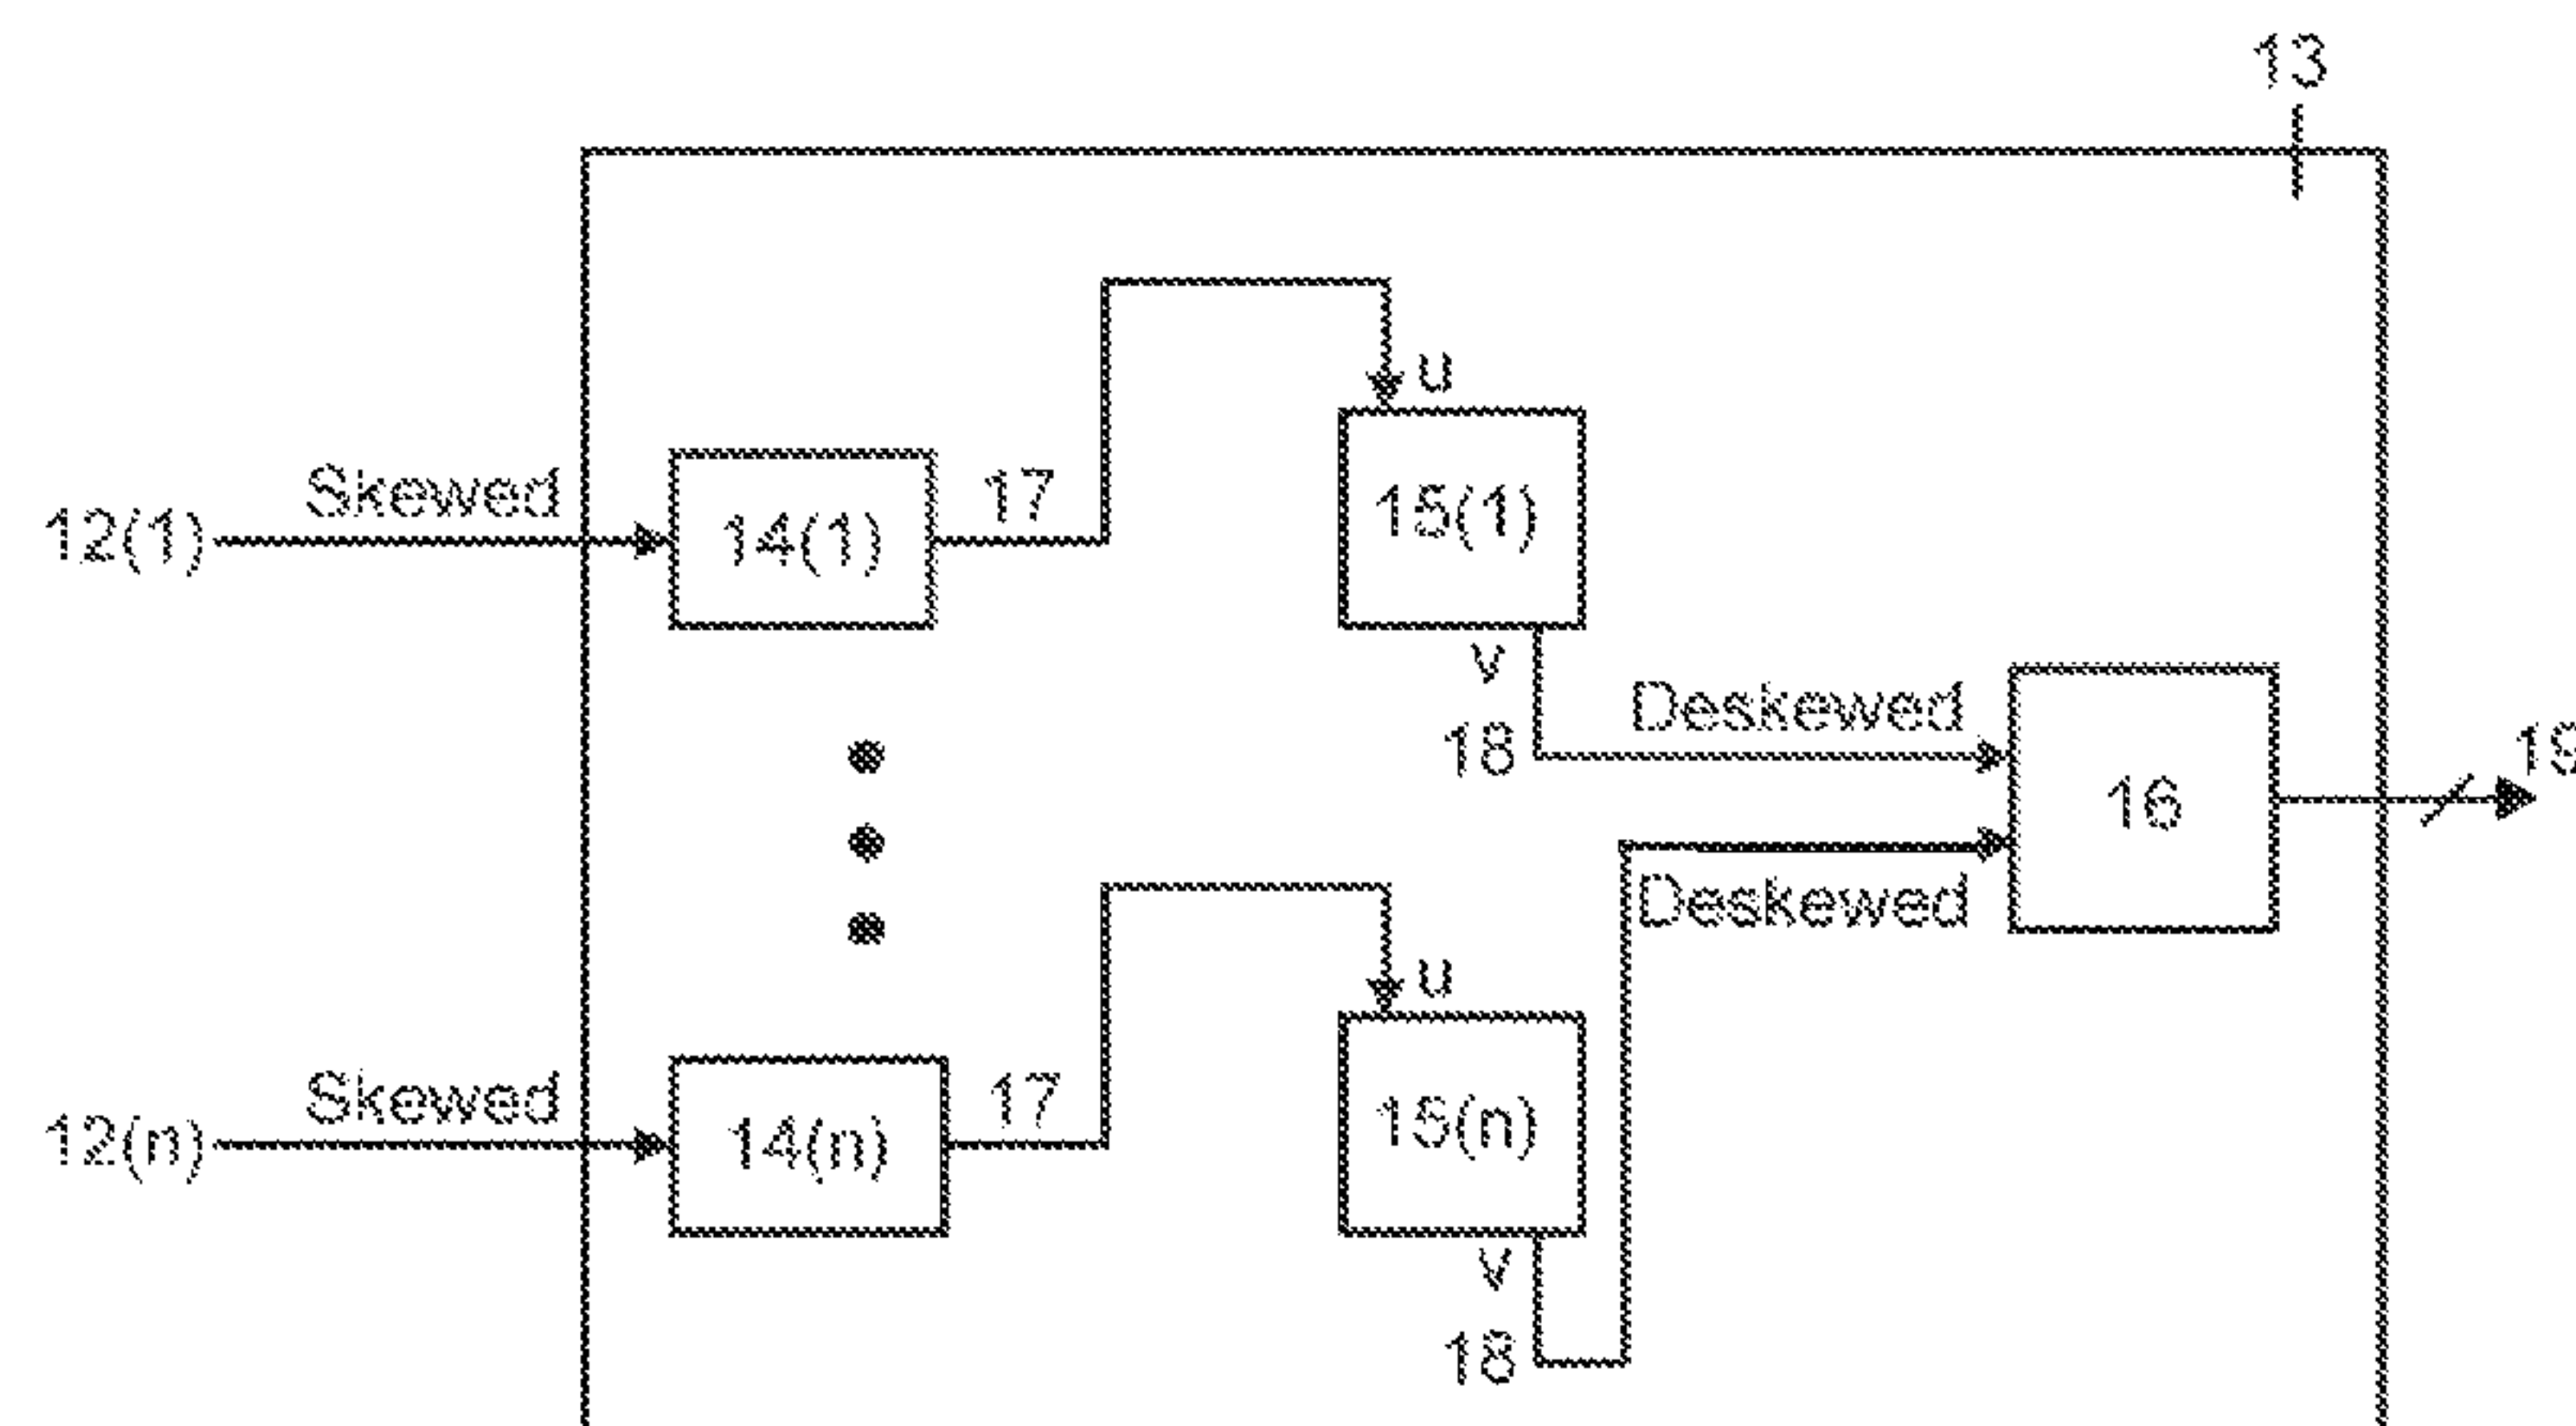 13
u
Skewed
17
12(1)
14(1)
15(1)
v
Deskewed
18
19
16
Deskewed
u
Skewed
17
12(n)
14(n)
15(n)
v
18